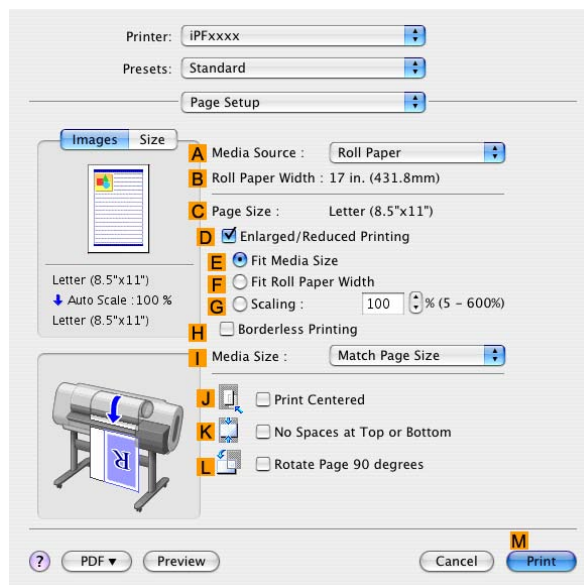 Printer: iPFxxxx
Presets: Standard
Page Setup
Images Size
A Media Source : Roll Paper
B Roll Paper Width : 17 in. (431.8mm)
C Page Size : Letter (8.5"x11")
D Enlarged/Reduced Printing
E Fit Media Size
F Fit Roll Paper Width
G Scaling : 100 % (5 - 600%)
H Borderless Printing
I Media Size : Match Page Size
Letter (8.5"x11")
Auto Scale :100 %
Letter (8.5"x11")
J Print Centered
K No Spaces at Top or Bottom
L Rotate Page 90 degrees
R
M
? PDF▼ Preview Cancel Print